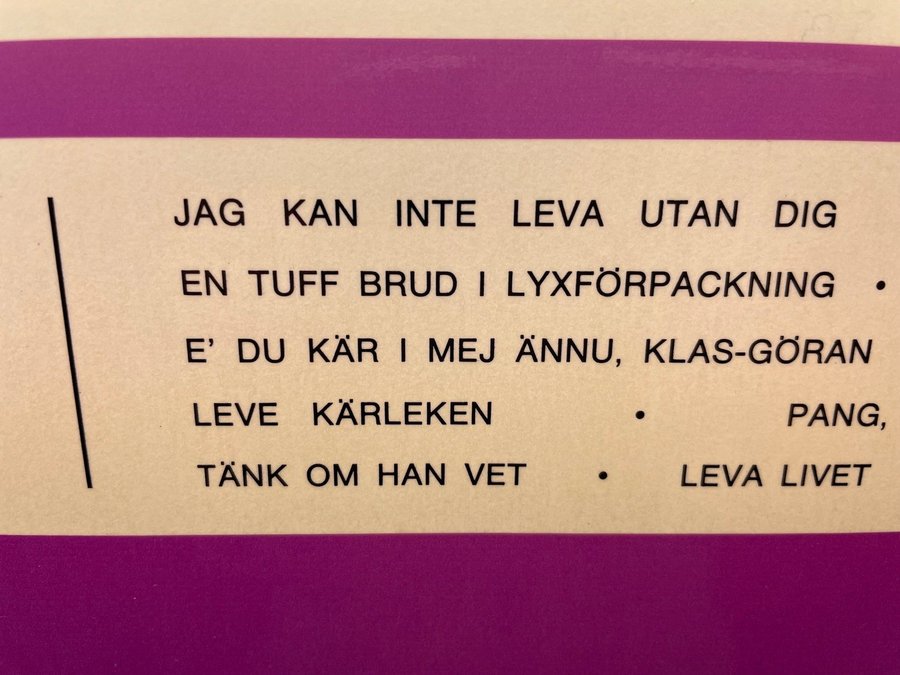 JAG KAN INTE LEVA UTAN DIG
EN TUFF BRUD I LYXFÖRPACKNING •
E' DU KÄR I MEJ ÄNNU, KLAS-GÖRAN
LEVE KÄRLEKEN • PANG,
TÄNK OM HAN VET • LEVA LIVET